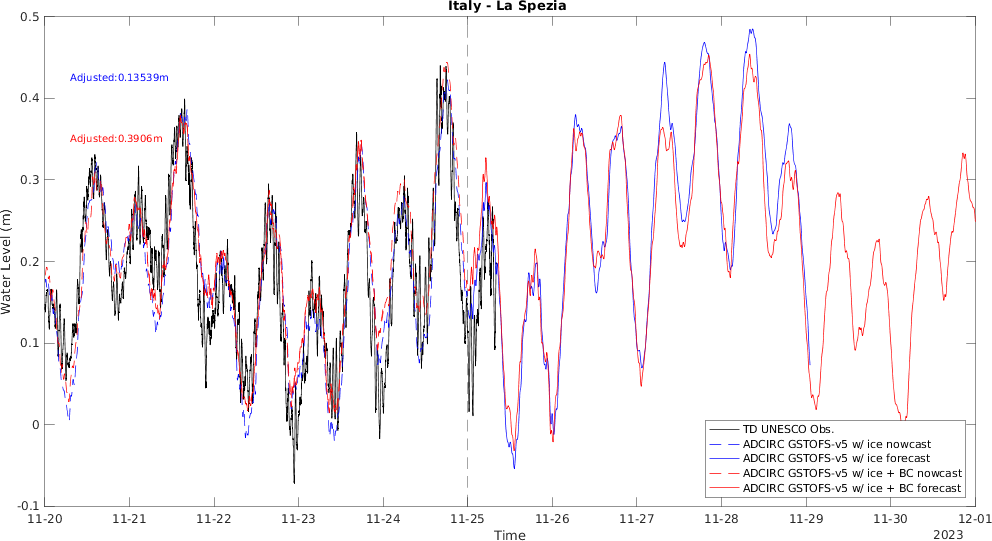 Italy - La Spezia
0.5
0.4
0.3
0.2
0.1
0
-0.1
Water Level (m)
Adjusted:0.13539m
Adjusted:0.3906m
TD UNESCO Obs.
ADCIRC GSTOFS-v5 w/ ice nowcast
ADCIRC GSTOFS-v5 w/ ice forecast
ADCIRC GSTOFS-v5 w/ ice + BC nowcast
ADCIRC GSTOFS-v5 w/ ice + BC forecast
11-20 11-21 11-22 11-23 11-24 11-25 11-26 11-27 11-28 11-29 11-30 12-01
Time
2023